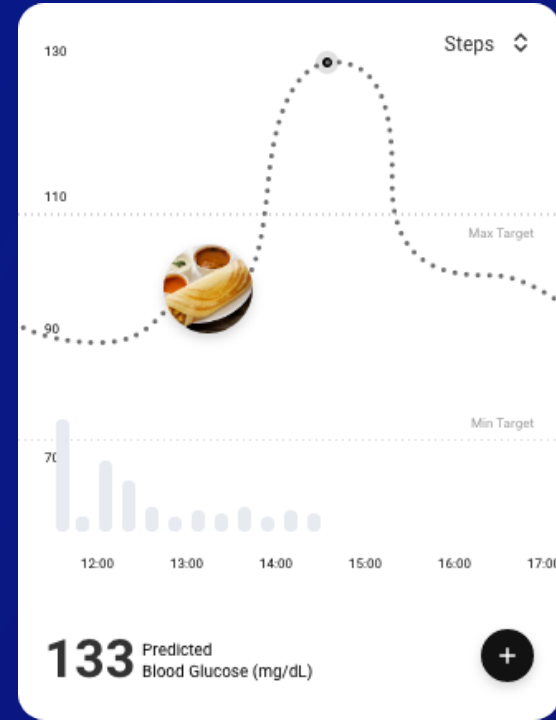 Steps
130
110
Max Target
90
Min Target
12:00 13:00 14:00 15:00 16:00
133 Predicted
Blood Glucose (mg/dL)
+